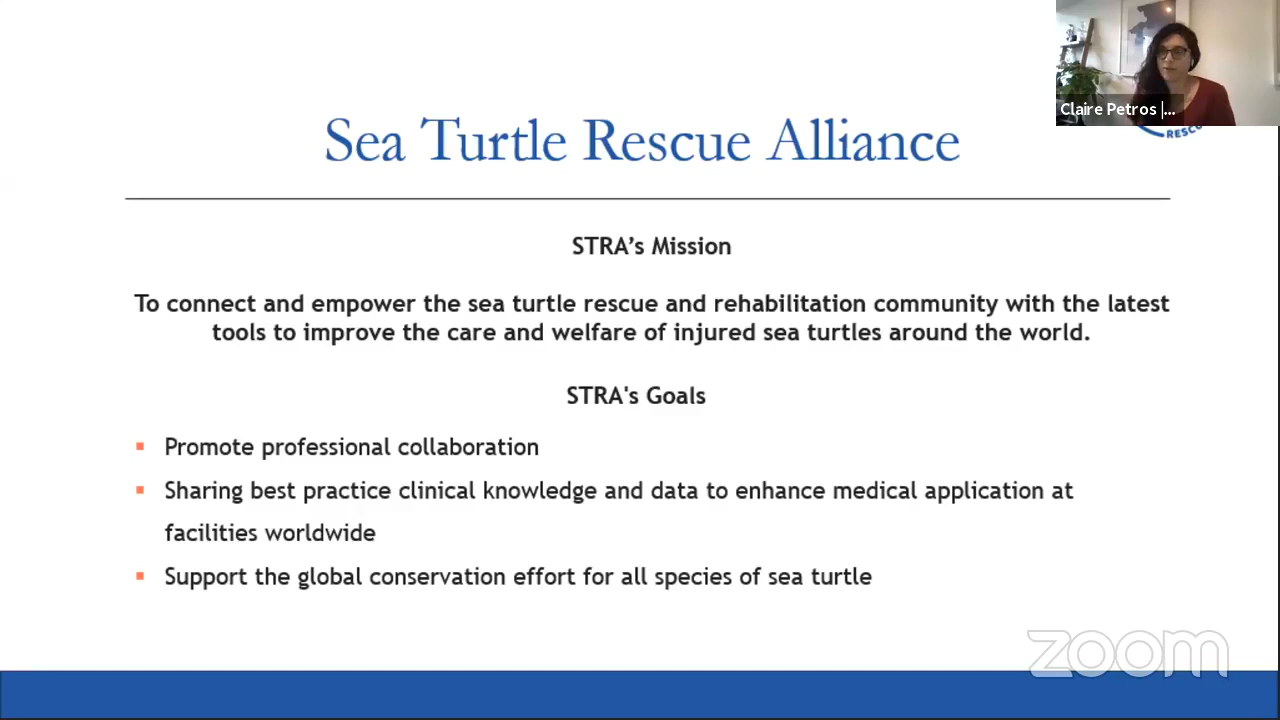 Claire Petros |...
RESCU
Sea Turtle Rescue Alliance
STRA’s Mission
To connect and empower the sea turtle rescue and rehabilitation community with the latest
tools to improve the care and welfare of injured sea turtles around the world.
STRA's Goals
▪ Promote professional collaboration
▪ Sharing best practice clinical knowledge and data to enhance medical application at
facilities worldwide
▪ Support the global conservation effort for all species of sea turtle
zoom